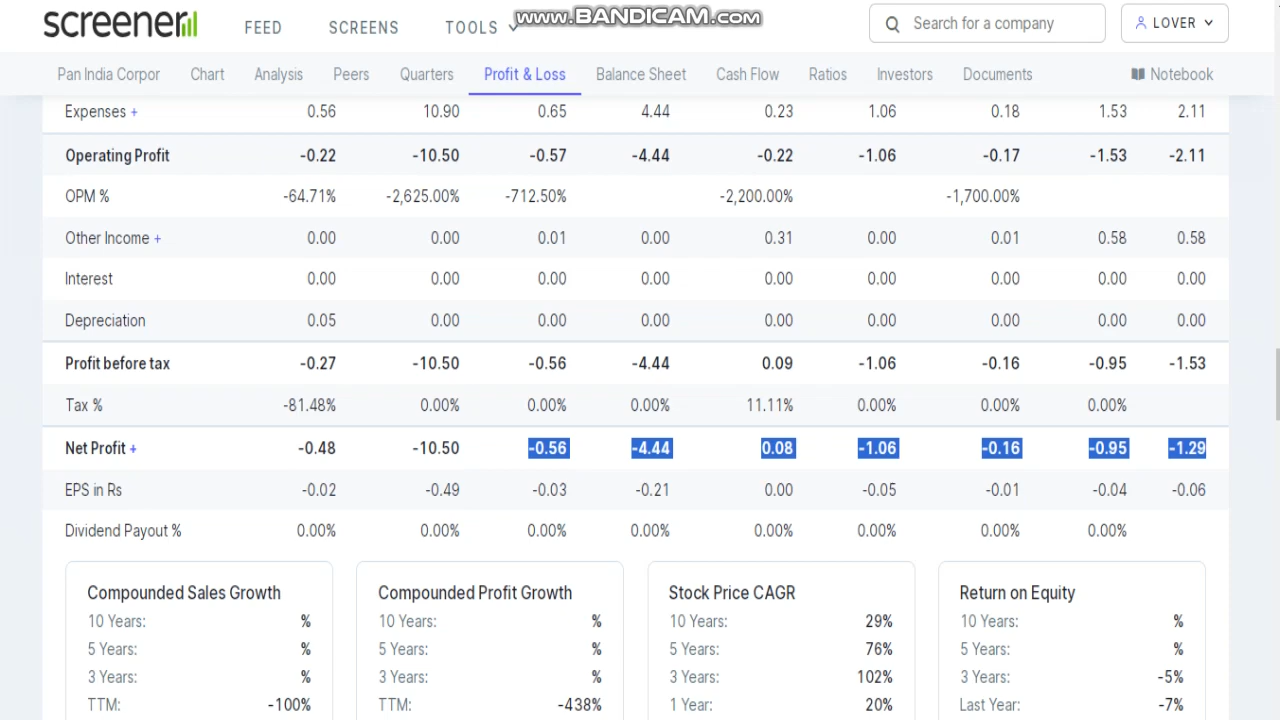 www.BANDICAM.com
screener FEED SCREENS TOOLS Search for a company LOVER
Pan India Corpor Chart Analysis Peers Quarters Profit & Loss Balance Sheet Cash Flow Ratios Investors Documents Notebook
Expenses + 0.56 10.90 0.65 4.44 0.23 1.06 0.18 1.53 2.11
Operating Profit -0.22 -10.50 -0.57 -4.44 -0.22 -1.06 -0.17 -1.53 -2.11
OPM % -64.71% -2,625.00% -712.50% -2,200.00% -1,700.00%
Other Income + 0.00 0.00 0.01 0.00 0.31 0.00 0.01 0.58 0.58
Interest 0.00 0.00 0.00 0.00 0.00 0.00 0.00 0.00 0.00
Depreciation 0.05 0.00 0.00 0.00 0.00 0.00 0.00 0.00 0.00
Profit before tax -0.27 -10.50 -0.56 -4.44 0.09 -1.06 -0.16 -0.95 -1.53
Tax % -81.48% 0.00% 0.00% 0.00% 11.11% 0.00% 0.00% 0.00%
Net Profit + -0.48 -10.50 -0.56 -4.44 0.08 -1.06 -0.16 -0.95 -1.29
EPS in Rs -0.02 -0.49 -0.03 -0.21 0.00 -0.05 -0.01 -0.04 -0.06
Dividend Payout % 0.00% 0.00% 0.00% 0.00% 0.00% 0.00% 0.00% 0.00%
Compounded Sales Growth
10 Years: %
5 Years: %
3 Years: %
TTM: -100%
Compounded Profit Growth
10 Years: %
5 Years: %
3 Years: %
TTM: -438%
Stock Price CAGR
10 Years: 29%
5 Years: 76%
3 Years: 102%
1 Year: 20%
Return on Equity
10 Years: %
5 Years: %
3 Years: -5%
Last Year: -7%